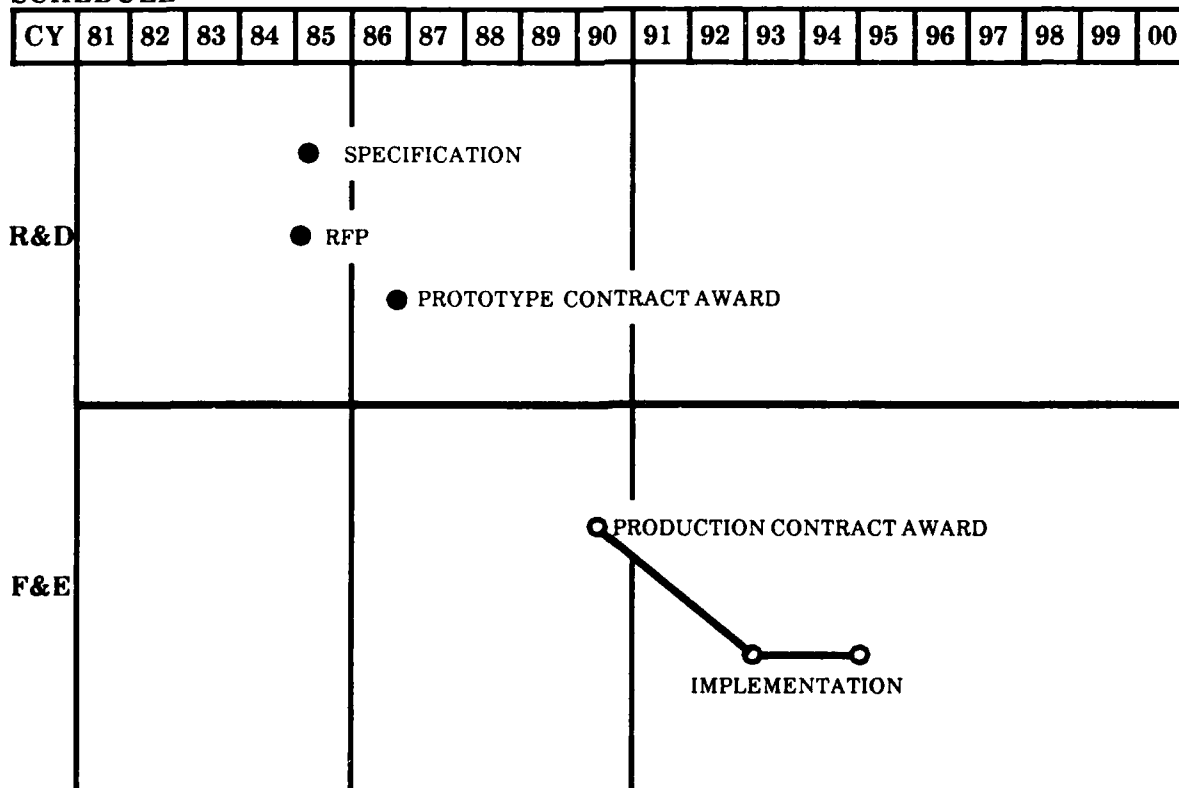 SCHEDULE
CY 81 82 83 84 85 86 87 88 89 90 91 92 93 94 95 96 97 98 99 00
SPECIFICATION
R&D
RFP
PROTOTYPE CONTRACT AWARD
PRODUCTION CONTRACT AWARD
F&E
IMPLEMENTATION